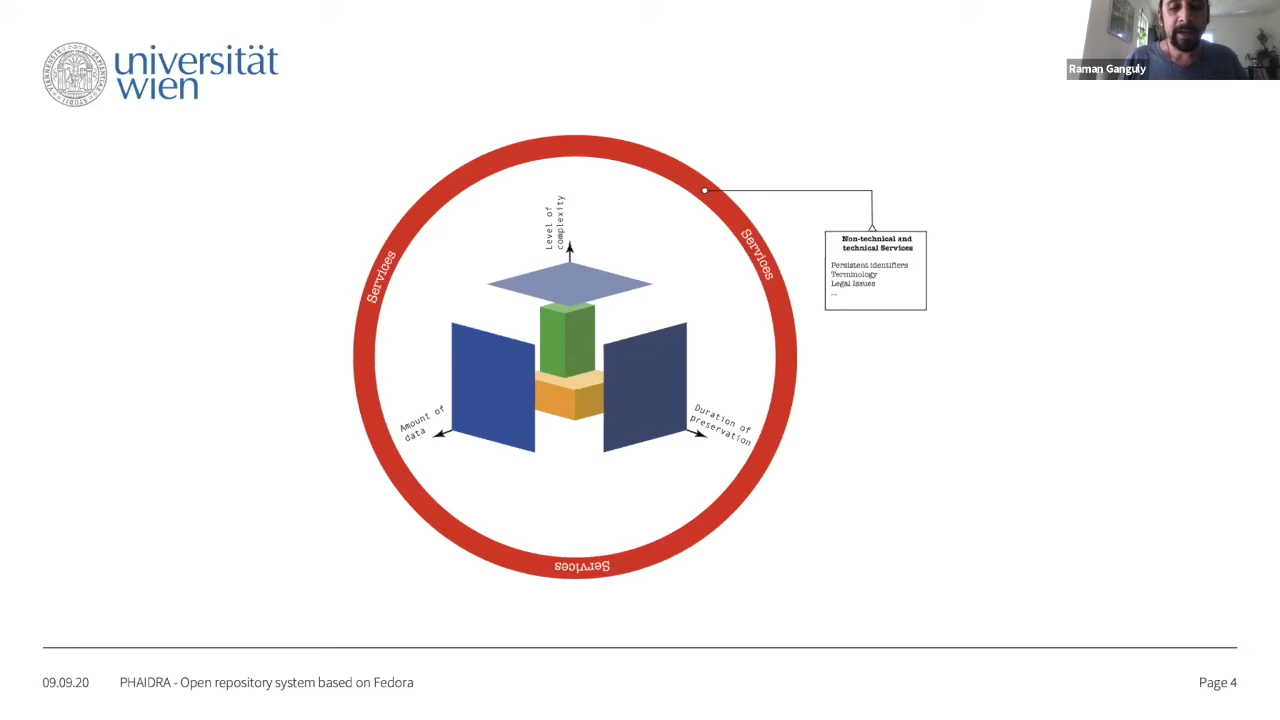 universität
wien
Raman Ganguly
Level of
complexity
Services
Services
Non-technical and
technical Services
Persistent identifiers
Terminology
Legal Issues
...
Amount of
data
Duration of
preservation
Services
09.09.20
PHAIDRA - Open repository system based on Fedora
Page 4